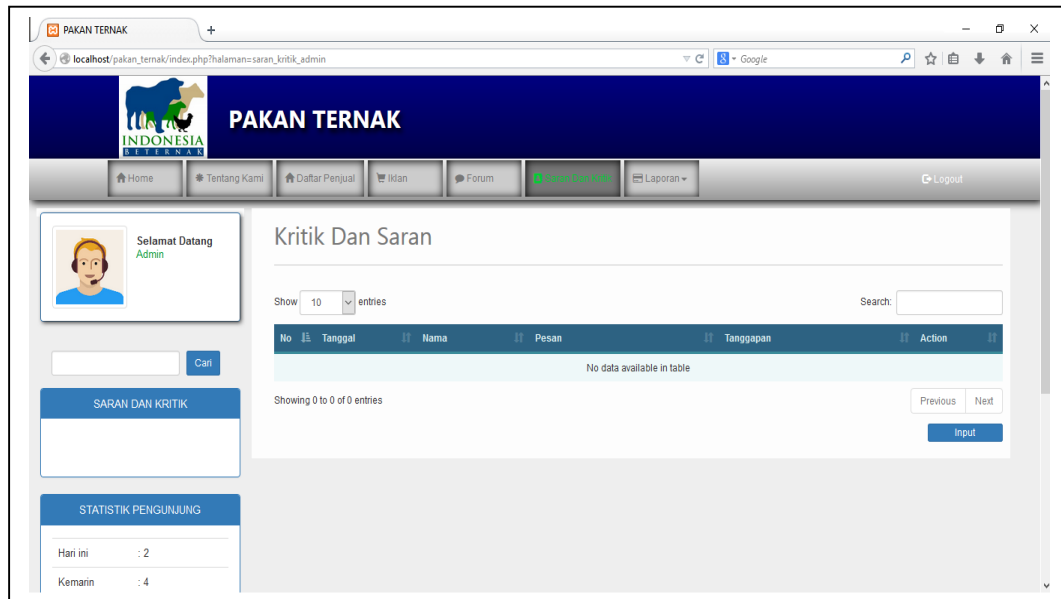 PAKAN TERNAK
+
localhost/pakan_ternak/index.php?halaman=saran_kritik_admin
Google
INDONESIA
BETERNAK
PAKAN TERNAK
Home
Tentang Kami
Daftar Penjual
Iklan
Forum
Laporan
Logout
Selamat Datang
Admin
Cari
SARAN DAN KRITIK
STATISTIK PENGUNJUNG
Hari ini : 2
Kemarin : 4
Kritik Dan Saran
Show 10 entries
Search:
No Tanggal Nama Pesan Tanggapan Action
No data available in table
Showing 0 to 0 of 0 entries
Previous Next
Input